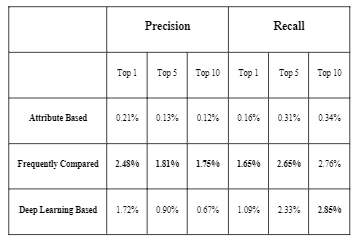 Precision Recall
Top 1 Top 5 Top 10 Top 1 Top 5 Top 10
Attribute Based 0.21% 0.13% 0.12% 0.16% 0.31% 0.34%
Frequently Compared 2.48% 1.81% 1.75% 1.65% 2.65% 2.76%
Deep Learning Based 1.72% 0.90% 0.67% 1.09% 2.33% 2.85%